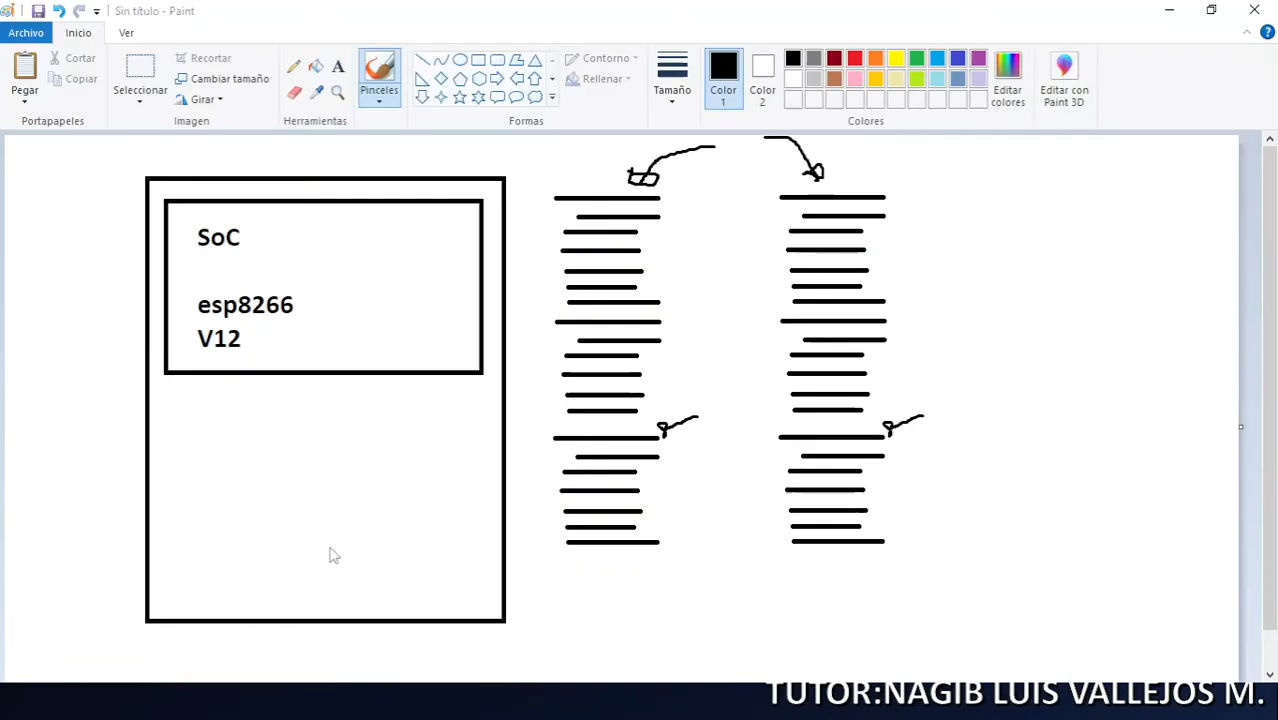 Sin título - Paint
Archivo Inicio Ver
Pegar
Cortar
Copiar
Portapapeles
Seleccionar
Recortar
Cambiar tamaño
Girar
Imagen
A
Herramientas
Pinceles
Contorno
Rellenar
Formas
Tamaño
Color 1
Color 2
Editar colores
Colores
Editar con Paint 3D
SoC
esp8266
V12
TUTOR:NAGIB LUIS VALLEJOS M.